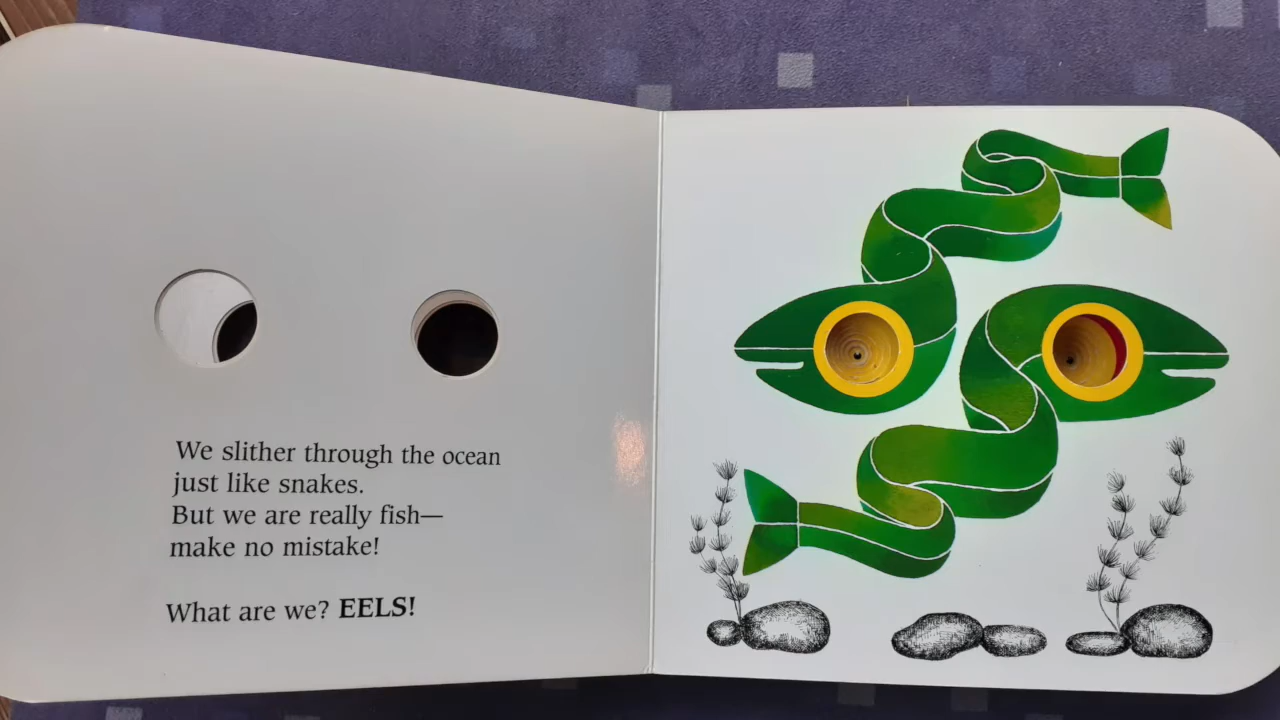 We slither through the ocean
just like snakes.
But we are really fish—
make no mistake!
What are we? EELS!